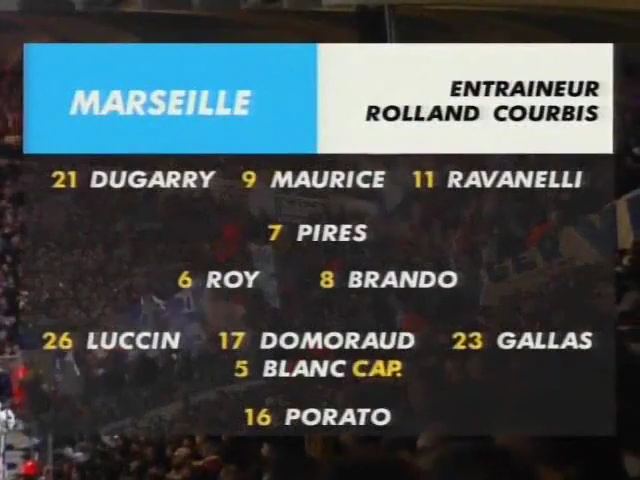 MARSEILLE
ENTRAINEUR
ROLLAND COURBIS
21 DUGARRY 9 MAURICE 11 RAVANELLI
7 PIRES
6 ROY 8 BRANDO
26 LUCCIN 17 DOMORAUD 23 GALLAS
5 BLANC CAP.
16 PORATO